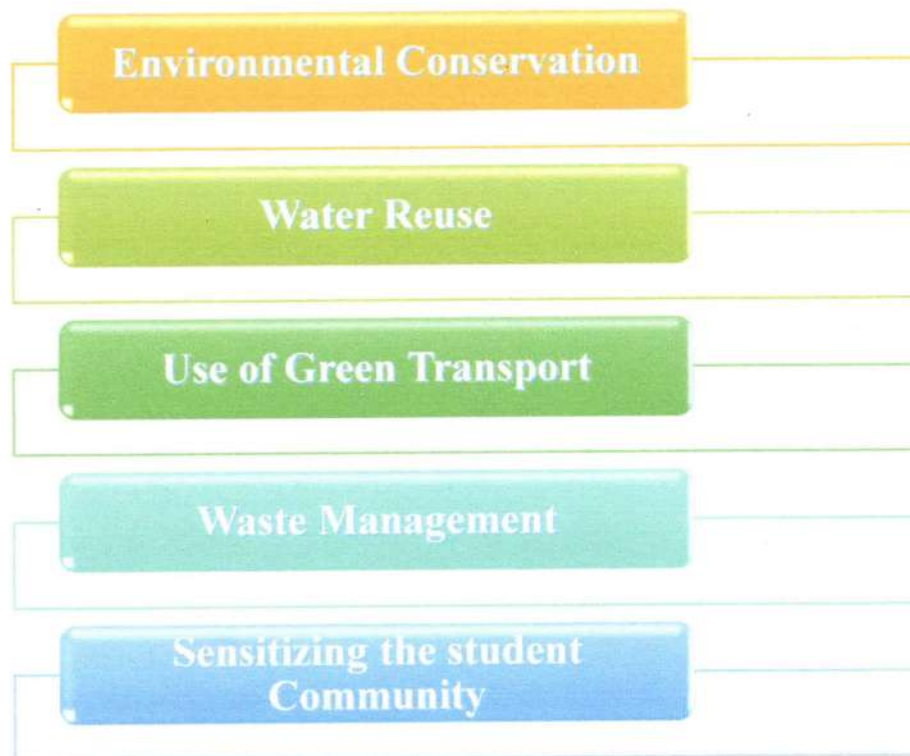 Environmental Conservation
Water Reuse
Use of Green Transport
Waste Management
Sensitizing the student
Community